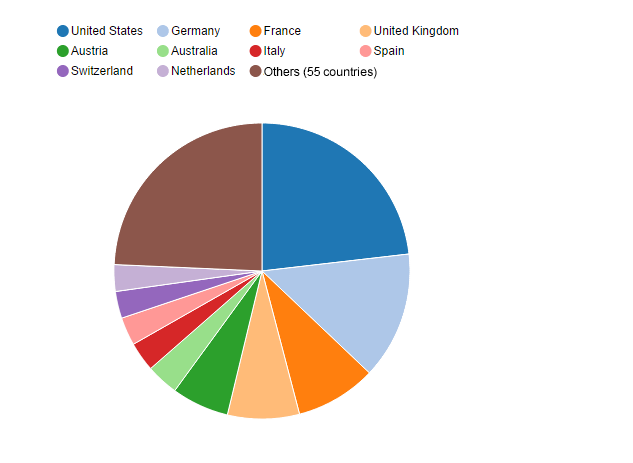 United States Germany France United Kingdom
Austria Australia Italy Spain
Switzerland Netherlands Others (55 countries)